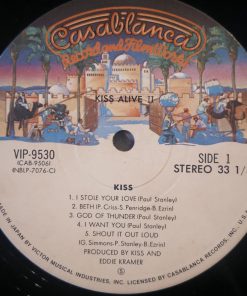 Casablanca
Record and FilmWorks
KISS ALIVE II
VIP-9530
(CAB-9506)
(NBLP-7076-C)
SIDE 1
STEREO 33 1/
KISS
1. I STOLE YOUR LOVE (Paul Stanley)
2. BETH (P. Criss-S. Penridge-B. Ezrin)
3. GOD OF THUNDER (Paul Stanley)
4. I WANT YOU (Paul Stanley)
5. SHOUT IT OUT LOUD
(G. Simmons-P. Stanley-B. Ezrin)
PRODUCED BY KISS AND
EDDIE KRAMER
MADE IN JAPAN BY VICTOR MUSICAL INDUSTRIES, INC. LICENSED BY CASABLANCA RECORDS, INC.